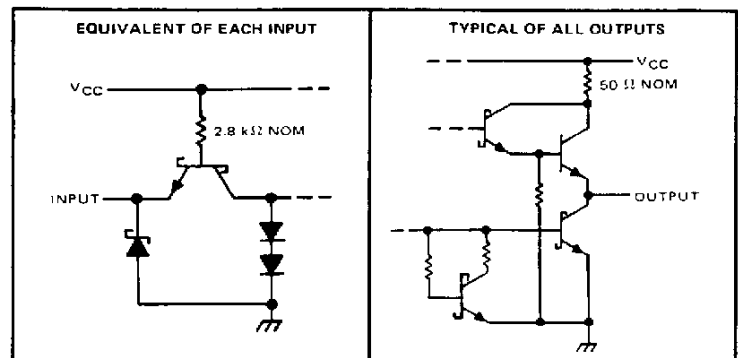 EQUIVALENT OF EACH INPUT
VCC
2.8 kΩ NOM
INPUT
TYPICAL OF ALL OUTPUTS
VCC
50 Ω NOM
OUTPUT